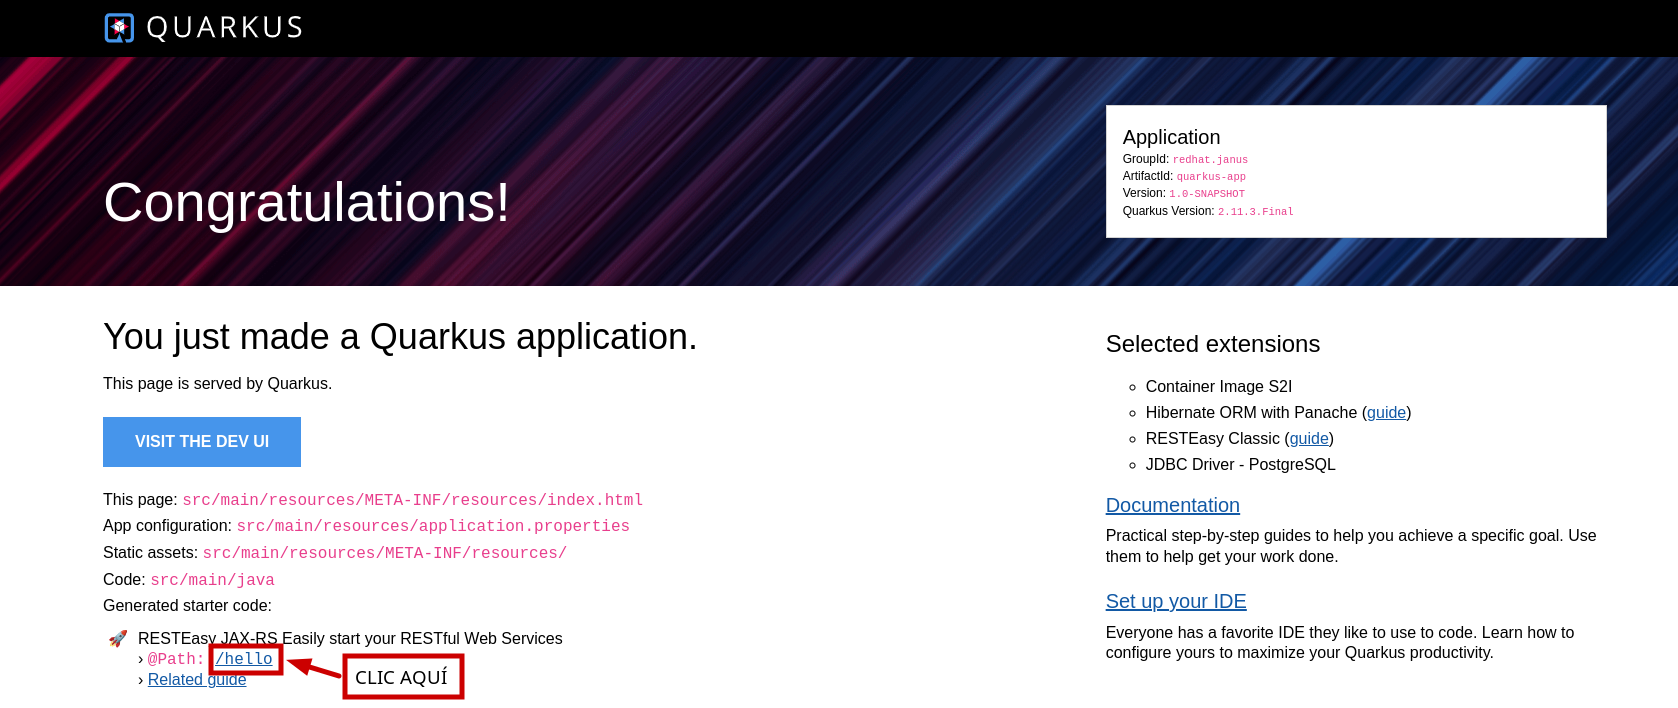 QUARKUS
Congratulations!
Application
GroupId: redhat.janus
ArtifactId: quarkus-app
Version: 1.0-SNAPSHOT
Quarkus Version: 2.11.3.Final
You just made a Quarkus application.
This page is served by Quarkus.
VISIT THE DEV UI
This page: src/main/resources/META-INF/resources/index.html
App configuration: src/main/resources/application.properties
Static assets: src/main/resources/META-INF/resources/
Code: src/main/java
Generated starter code:
🚀 RESTEasy JAX-RS Easily start your RESTful Web Services
› @Path: /hello
› Related guide
CLIC AQUÍ
Selected extensions
Container Image S2I
Hibernate ORM with Panache (guide)
RESTEasy Classic (guide)
JDBC Driver - PostgreSQL
Documentation
Practical step-by-step guides to help you achieve a specific goal. Use
them to help get your work done.
Set up your IDE
Everyone has a favorite IDE they like to use to code. Learn how to
configure yours to maximize your Quarkus productivity.